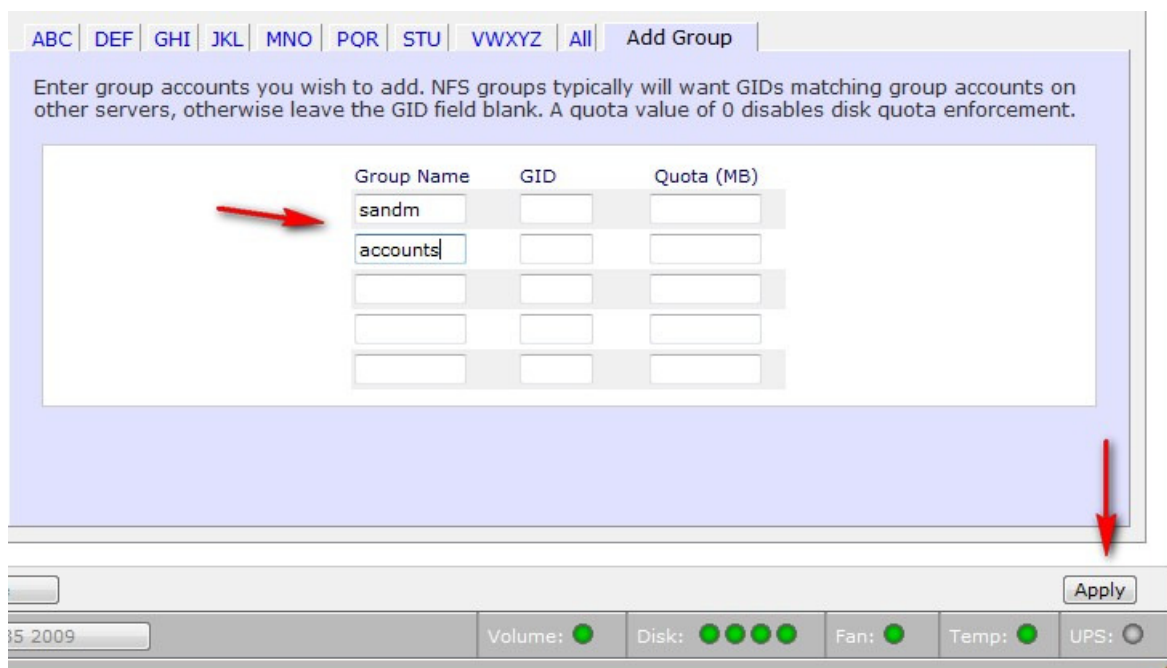 ABC DEF GHI JKL MNO PQR STU VWXYZ All Add Group
Enter group accounts you wish to add. NFS groups typically will want GIDs matching group accounts on
other servers, otherwise leave the GID field blank. A quota value of 0 disables disk quota enforcement.
Group Name GID Quota (MB)
sandm
accounts
Apply
35 2009 Volume: Disk: Fan: Temp: UPS: